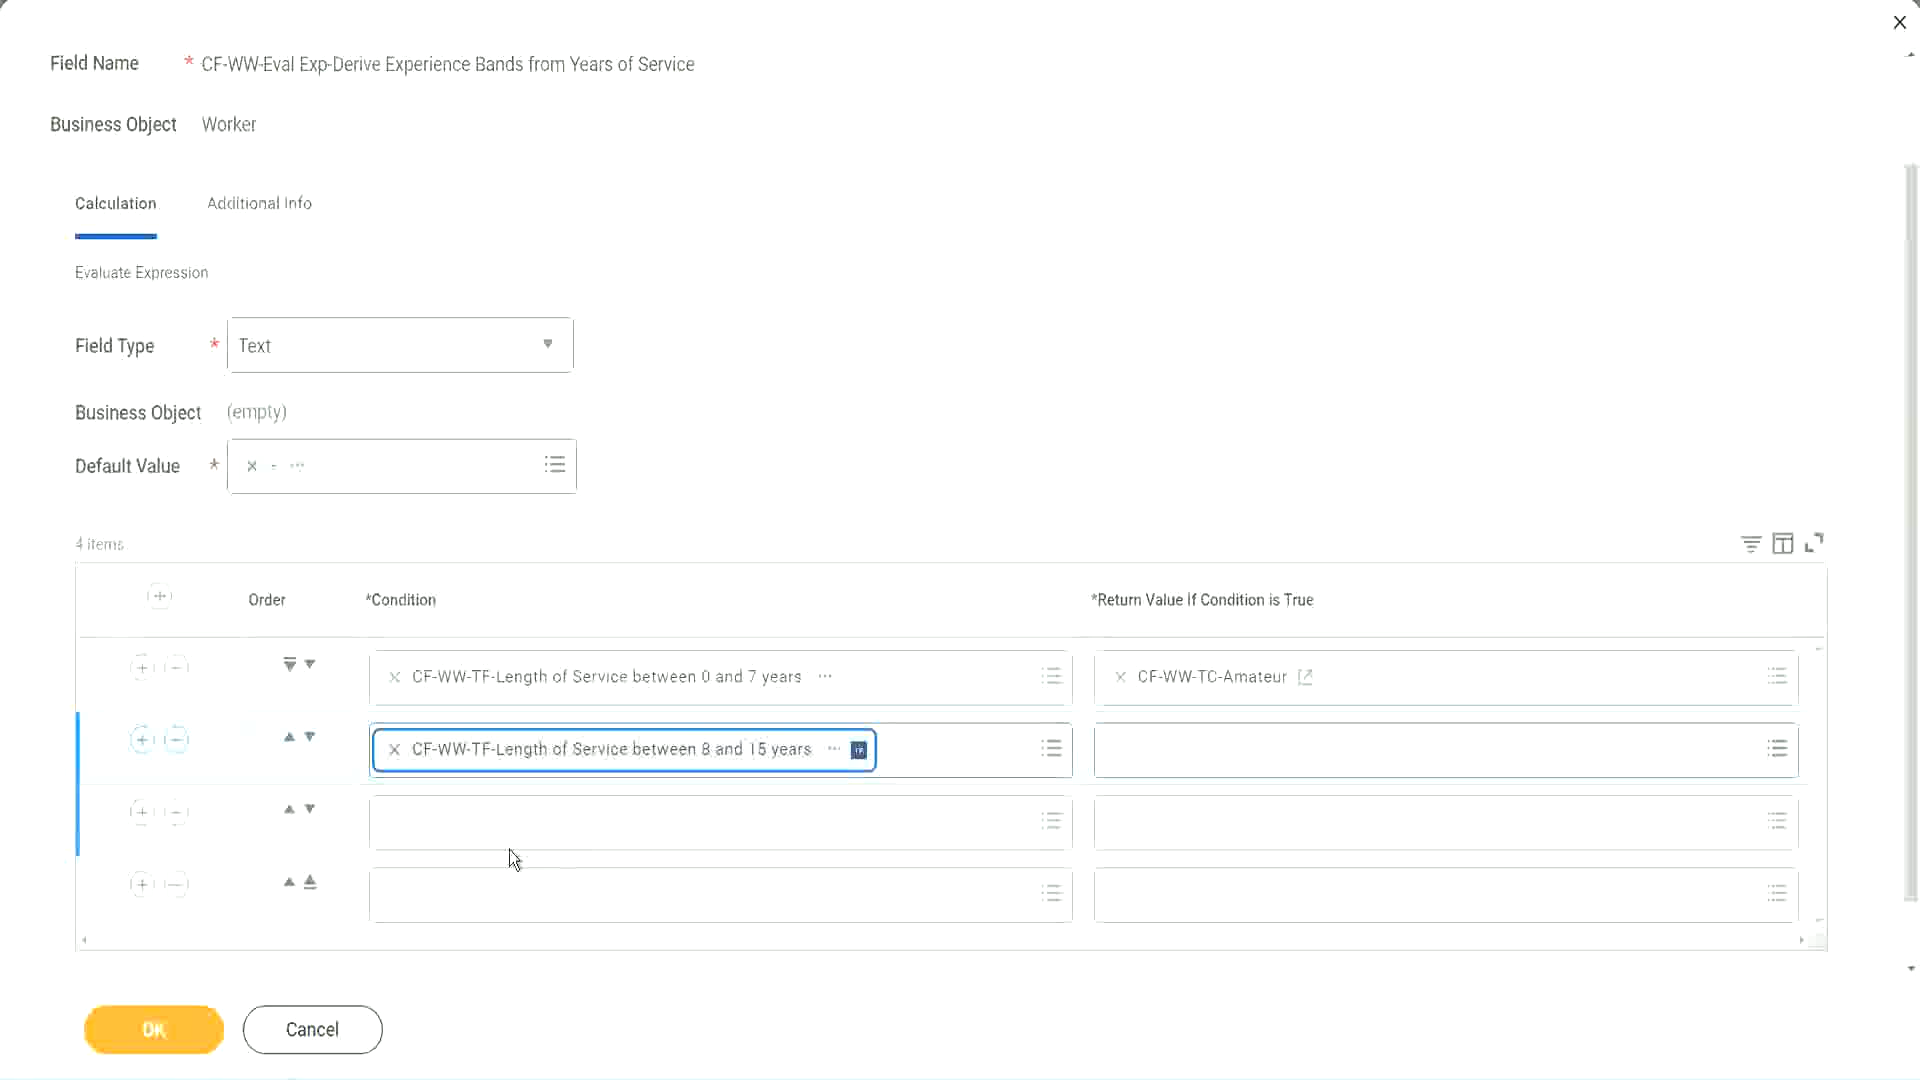 Field Name * CF-WW-Eval Exp-Derive Experience Bands from Years of Service
Business Object Worker
Calculation Additional Info
Evaluate Expression
Field Type * Text
Business Object (empty)
Default Value * - ...
4 items
Order *Condition *Return Value If Condition is True
CF-WW-TF-Length of Service between 0 and 7 years ... CF-WW-TC-Amateur
CF-WW-TF-Length of Service between 8 and 15 years ...
OK Cancel